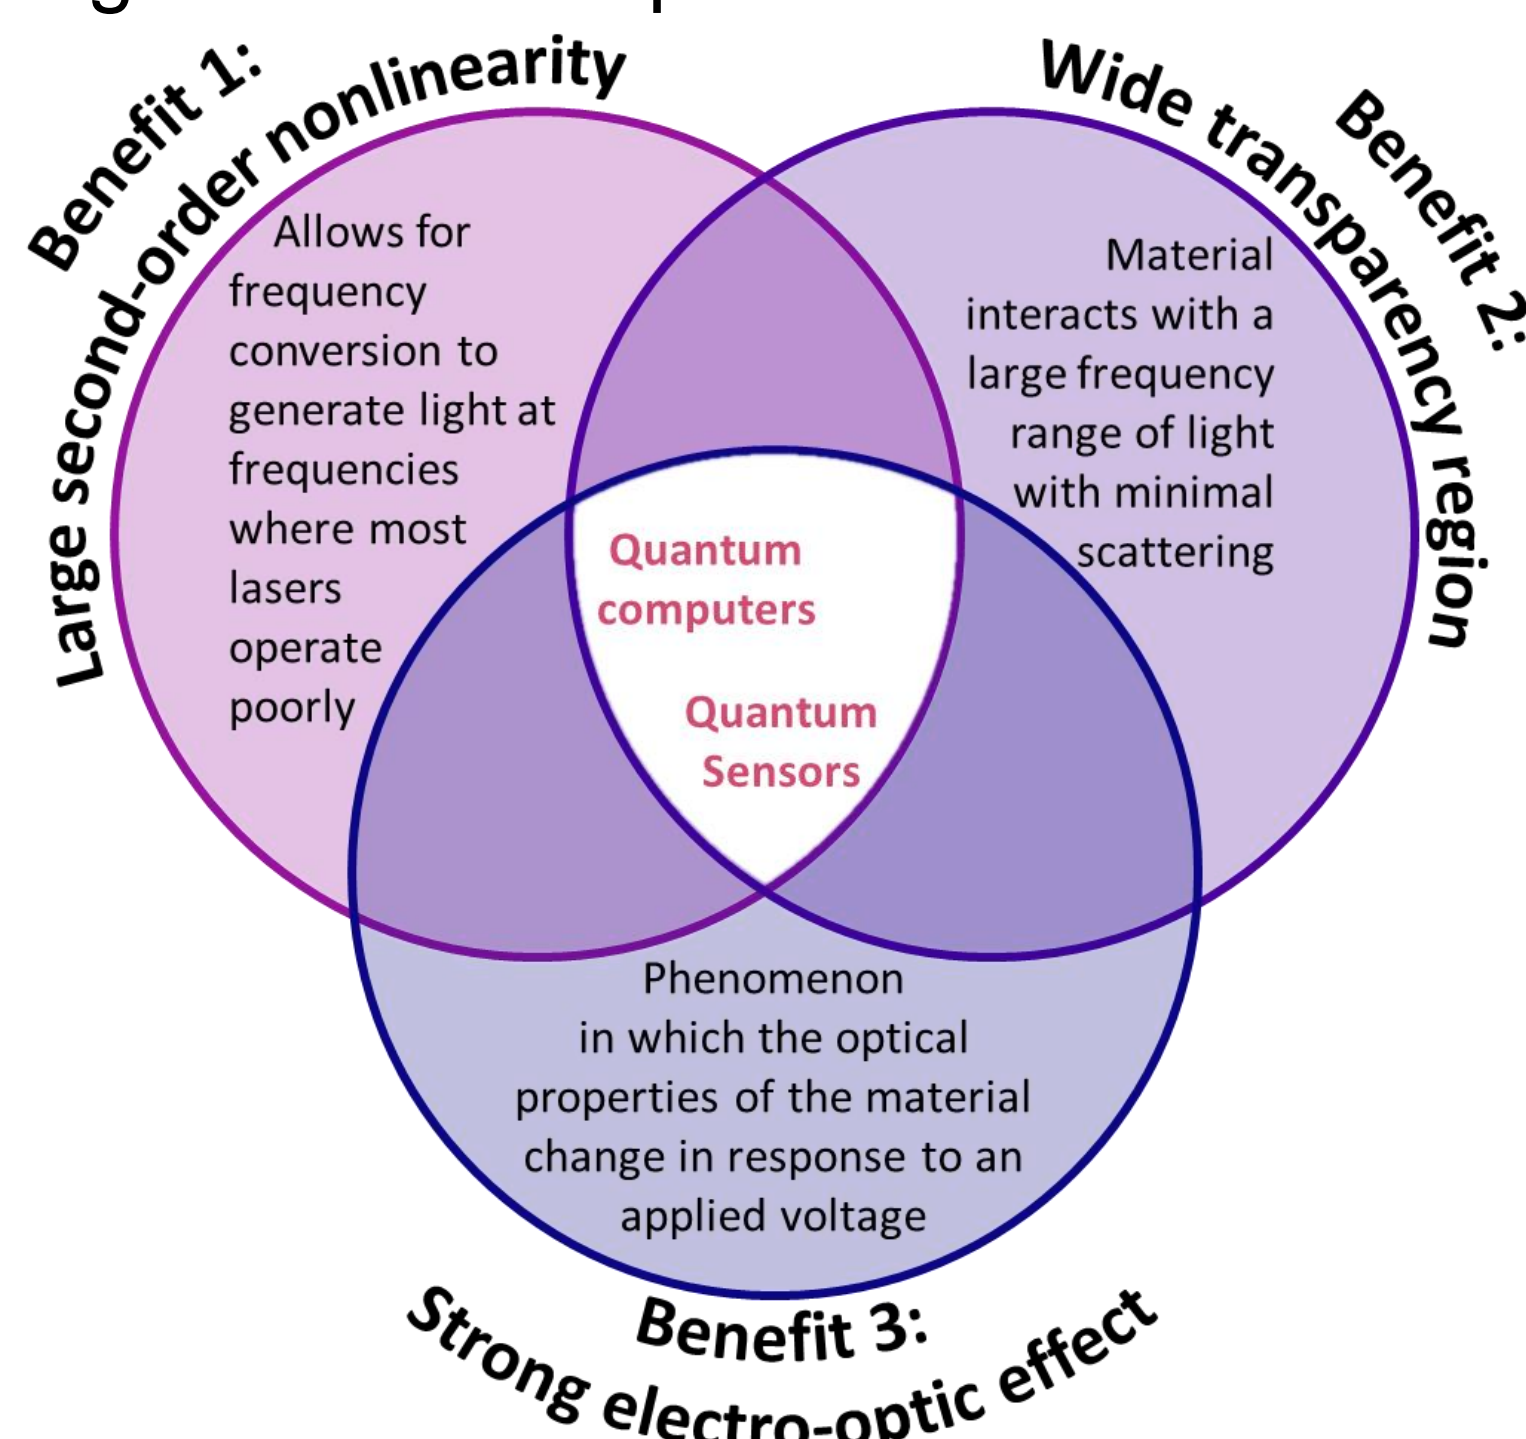 Benefit 1:
Large second-order nonlinearity
Wide transparency region
Benefit 2:
Allows for
frequency
conversion to
generate light at
frequencies
where most
lasers
operate
poorly
Material
interacts with a
large frequency
range of light
with minimal
scattering
Quantum
computers
Quantum
Sensors
Phenomenon
in which the optical
properties of the material
change in response to an
applied voltage
Benefit 3:
Strong electro-optic effect